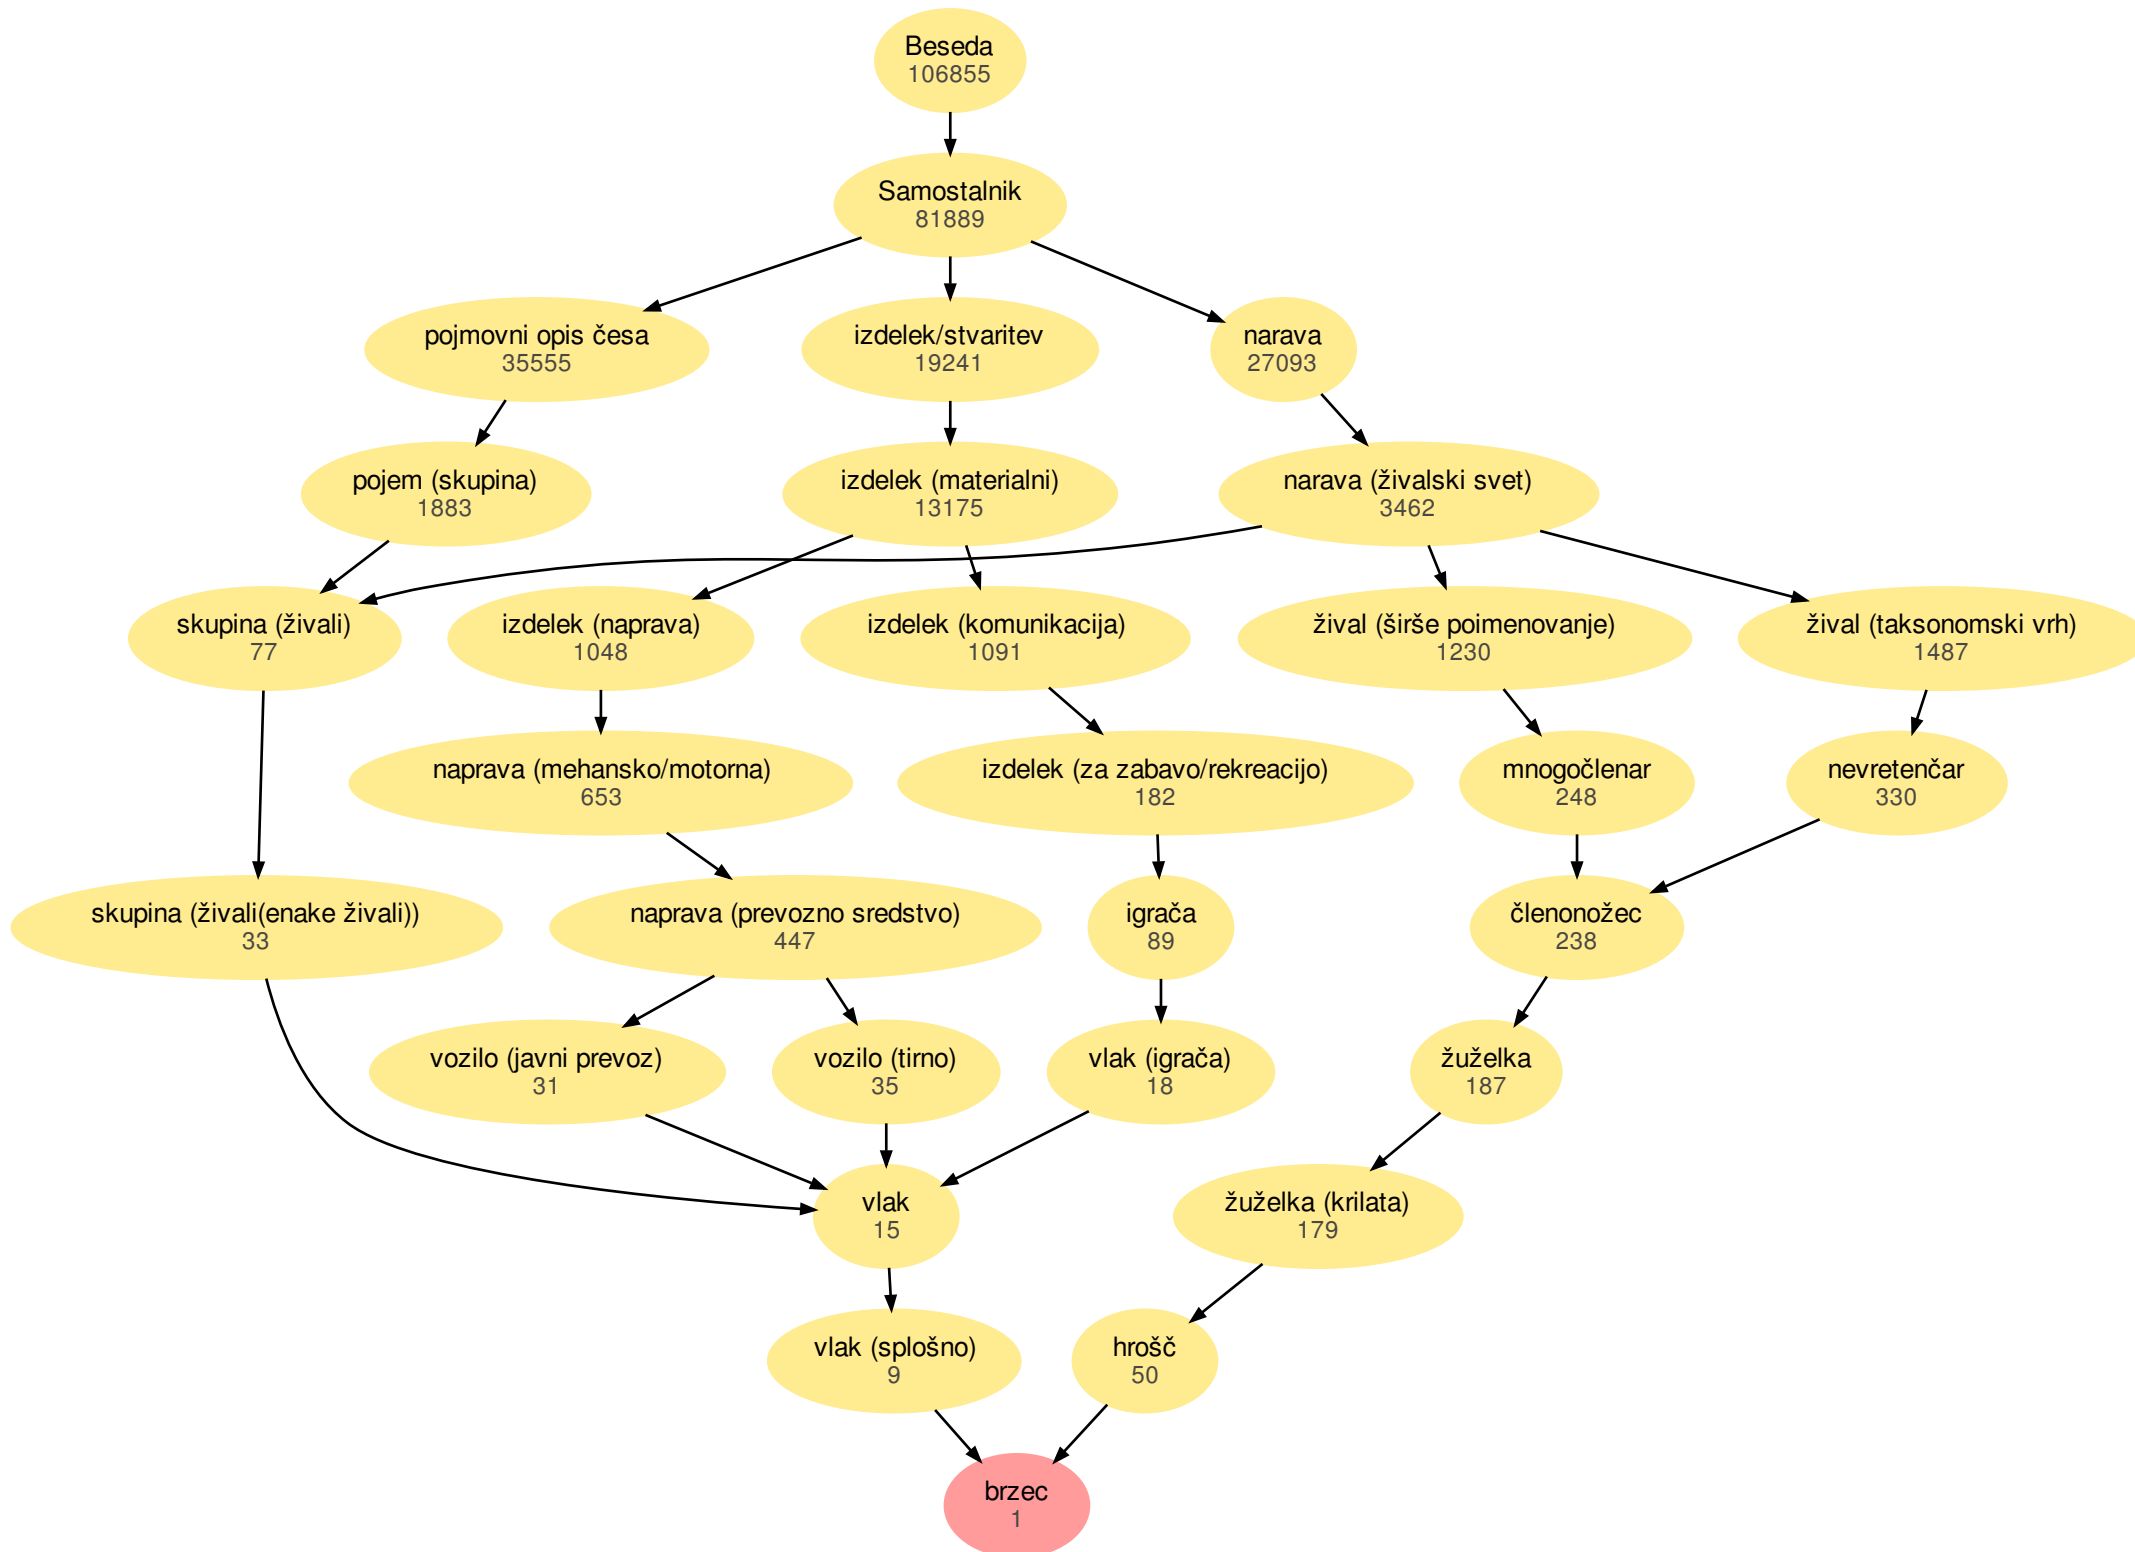 Beseda
106855
Samostalnik
81889
pojmovni opis česa
35555
izdelek/stvaritev
19241
narava
27093
pojem (skupina)
1883
izdelek (materialni)
13175
narava (živalski svet)
3462
skupina (živali)
77
izdelek (naprava)
1048
izdelek (komunikacija)
1091
žival (širše poimenovanje)
1230
žival (taksonomski vrh)
1487
naprava (mehansko/motorna)
653
izdelek (za zabavo/rekreacijo)
182
mnogočlenar
248
nevretenčar
330
skupina (živali(enake živali))
33
naprava (prevozno sredstvo)
447
igrača
89
členonožec
238
vozilo (javni prevoz)
31
vozilo (tirno)
35
vlak (igrača)
18
žuželka
187
vlak
15
žuželka (krilata)
179
vlak (splošno)
9
hrošč
50
brzec
1